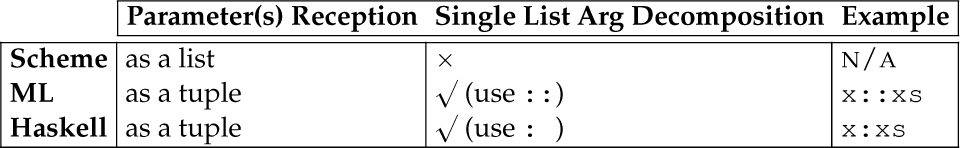 Parameter(s) Reception Single List Arg Decomposition Example
Scheme as a list × N/A
ML as a tuple √ (use ::) x::xs
Haskell as a tuple √ (use : ) x:xs